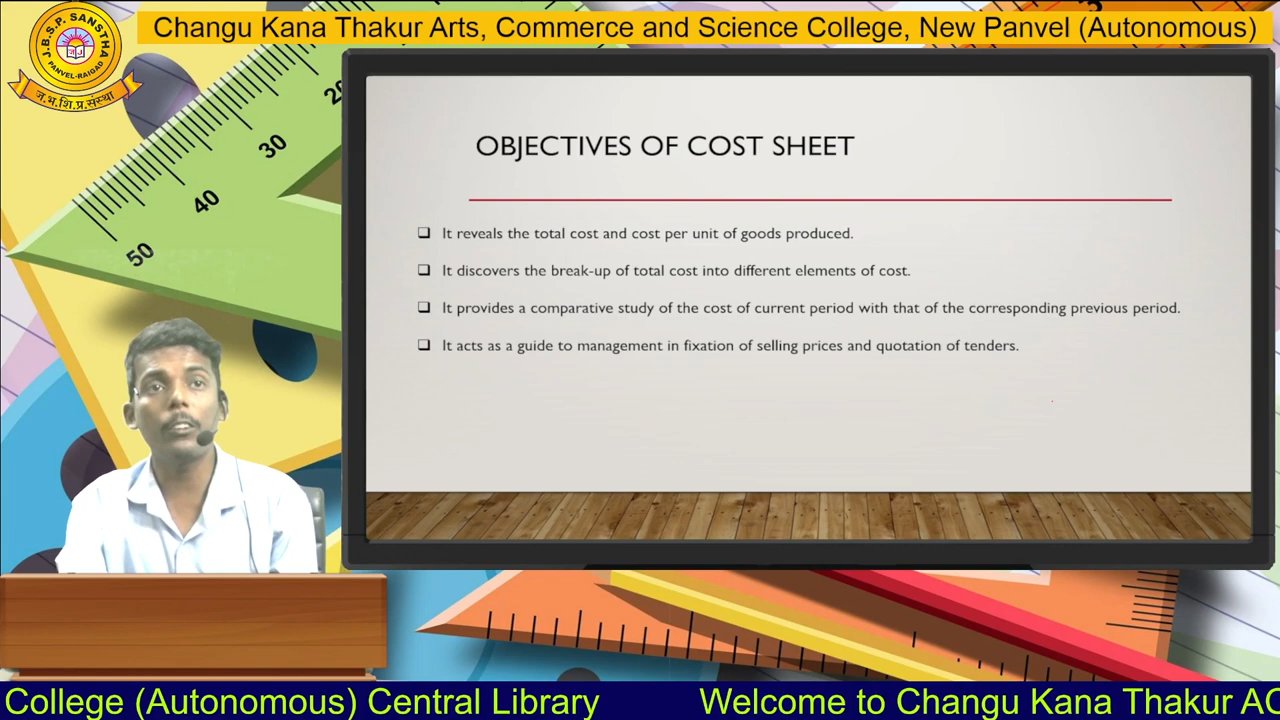 J.B.S.P. SANSTHA
PANVEL-RAIGAD
ज.भ.शि.प्र.संस्था
Changu Kana Thakur Arts, Commerce and Science College, New Panvel (Autonomous)
30
40
50
OBJECTIVES OF COST SHEET
❑ It reveals the total cost and cost per unit of goods produced.
❑ It discovers the break-up of total cost into different elements of cost.
❑ It provides a comparative study of the cost of current period with that of the corresponding previous period.
❑ It acts as a guide to management in fixation of selling prices and quotation of tenders.
College (Autonomous) Central Library Welcome to Changu Kana Thakur AC